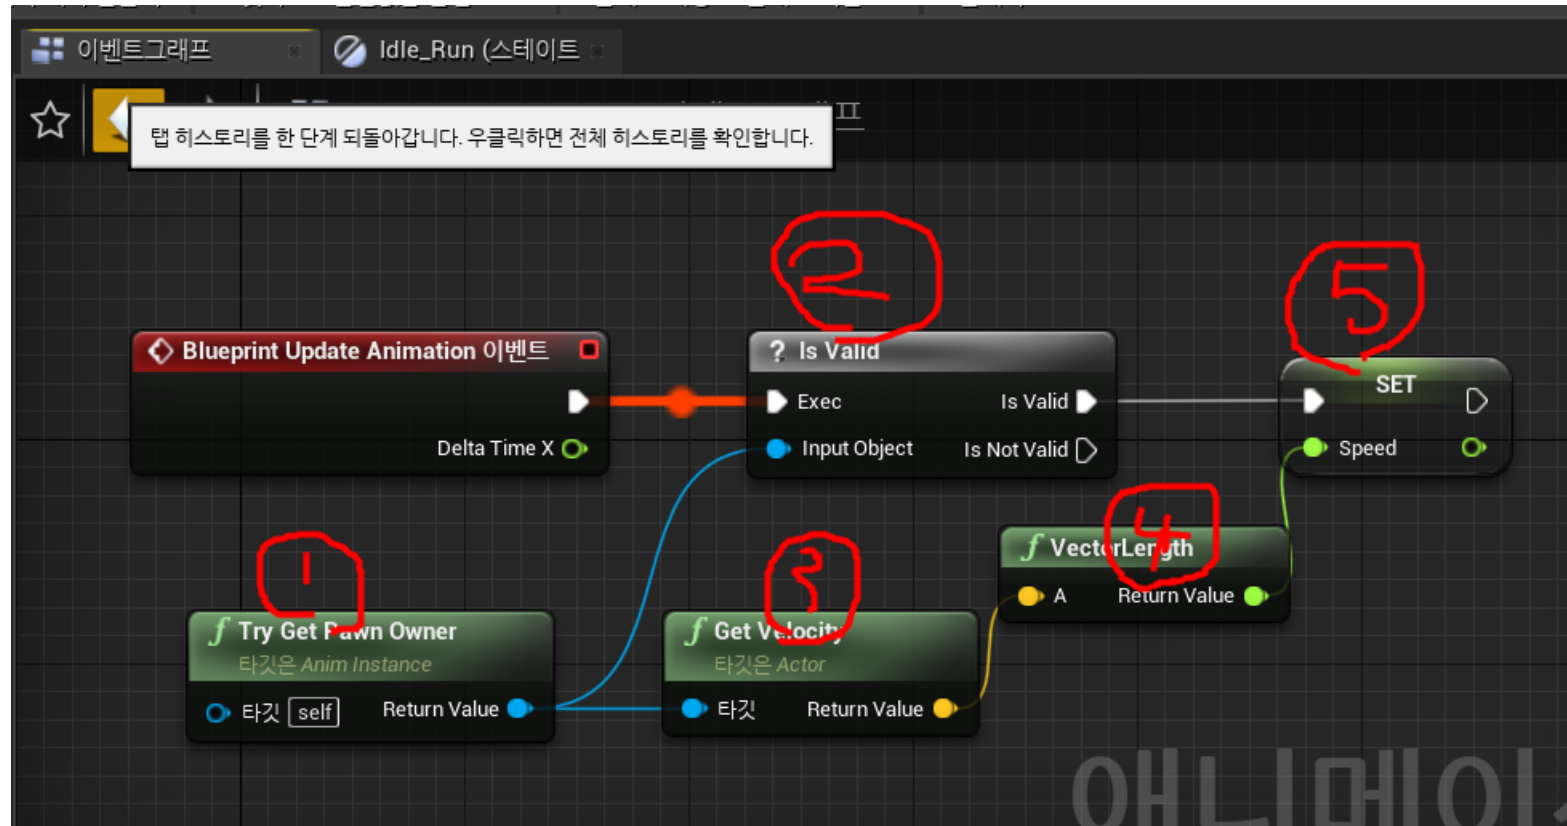 이벤트그래프
Idle_Run (스테이트
탭 히스토리를 한 단계 되돌아갑니다. 우클릭하면 전체 히스토리를 확인합니다.
2
5
Blueprint Update Animation 이벤트
? Is Valid
SET
Exec
Is Valid
Delta Time X
Input Object
Is Not Valid
Speed
4
f VectorLength
A
Return Value
1
3
f Try Get Pawn Owner
타깃은 Anim Instance
f Get Velocity
타깃은 Actor
타깃 self
Return Value
타깃
Return Value
애니메이